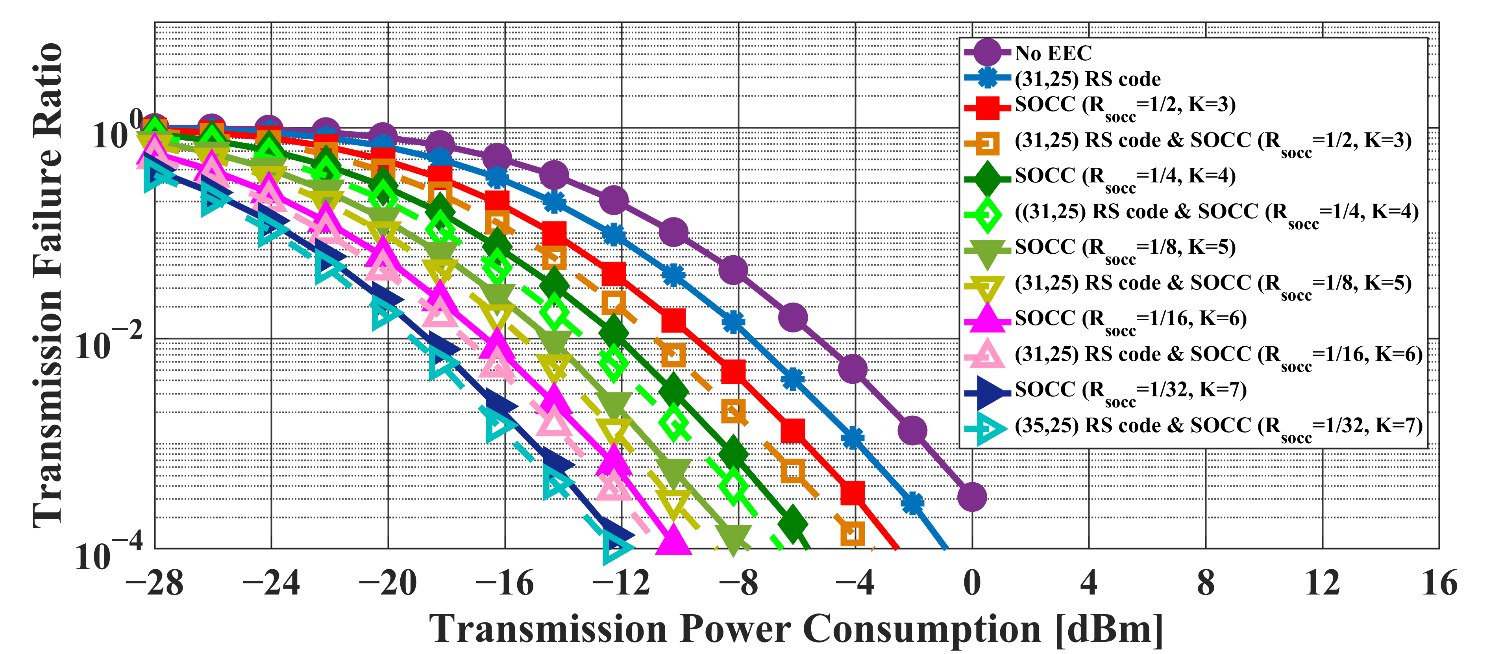 Transmission Failure Ratio
10^0
10^-2
10^-4
No EEC
(31,25) RS code
SOCC (R_socc=1/2, K=3)
(31,25) RS code & SOCC (R_socc=1/2, K=3)
SOCC (R_socc=1/4, K=4)
((31,25) RS code & SOCC (R_socc=1/4, K=4)
SOCC (R_socc=1/8, K=5)
(31,25) RS code & SOCC (R_socc=1/8, K=5)
SOCC (R_socc=1/16, K=6)
(31,25) RS code & SOCC (R_socc=1/16, K=6)
SOCC (R_socc=1/32, K=7)
(35,25) RS code & SOCC (R_socc=1/32, K=7)
−28 −24 −20 −16 −12 −8 −4 0 4 8 12 16
Transmission Power Consumption [dBm]